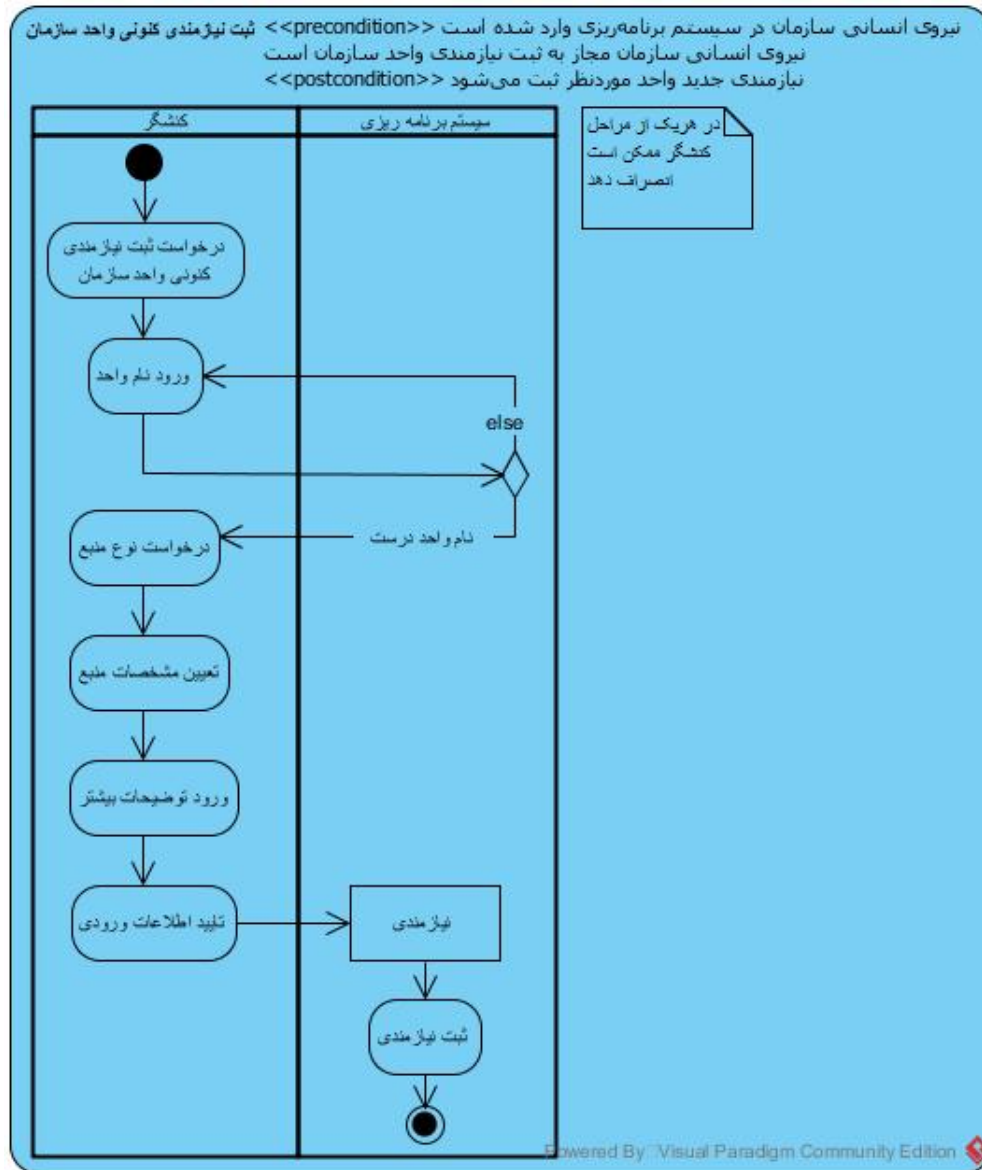 ثبت نیازمندی کنونی واحد سازمان <<precondition>> نیروی انسانی سازمان در سیستم برنامه‌ریزی وارد شده است
نیروی انسانی سازمان مجاز به ثبت نیازمندی واحد سازمان است
<<postcondition>> نیازمندی جدید واحد موردنظر ثبت می‌شود
کنشگر
سیستم برنامه ریزی
در هریک از مراحل
کنشگر ممکن است
انصراف دهد
درخواست ثبت نیازمندی
کنونی واحد سازمان
ورود نام واحد
else
نام واحد درست
درخواست نوع منبع
تعیین مشخصات منبع
ورود توضیحات بیشتر
تایید اطلاعات ورودی
نیازمندی
ثبت نیازمندی
Powered By Visual Paradigm Community Edition